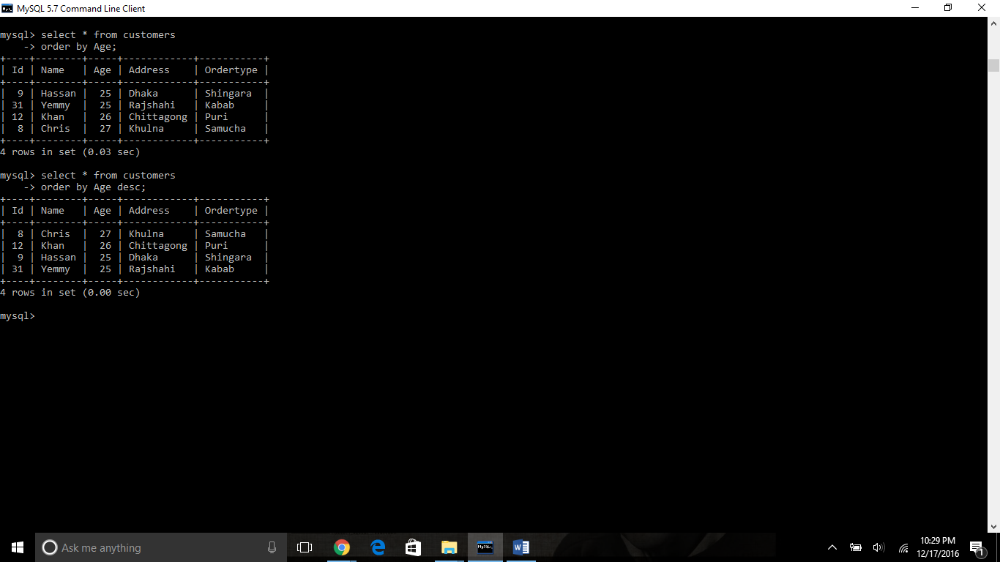 MySQL 5.7 Command Line Client
mysql> select * from customers
    -> order by Age;
+----+--------+-----+------------+-----------+
| Id | Name   | Age | Address    | Ordertype |
+----+--------+-----+------------+-----------+
|  9 | Hassan |  25 | Dhaka      | Shingara  |
| 31 | Yemmy  |  25 | Rajshahi   | Kabab     |
| 12 | Khan   |  26 | Chittagong | Puri      |
|  8 | Chris  |  27 | Khulna     | Samucha   |
+----+--------+-----+------------+-----------+
4 rows in set (0.03 sec)
mysql> select * from customers
    -> order by Age desc;
+----+--------+-----+------------+-----------+
| Id | Name   | Age | Address    | Ordertype |
+----+--------+-----+------------+-----------+
|  8 | Chris  |  27 | Khulna     | Samucha   |
| 12 | Khan   |  26 | Chittagong | Puri      |
|  9 | Hassan |  25 | Dhaka      | Shingara  |
| 31 | Yemmy  |  25 | Rajshahi   | Kabab     |
+----+--------+-----+------------+-----------+
4 rows in set (0.00 sec)
mysql>
Ask me anything
10:29 PM
12/17/2016
1